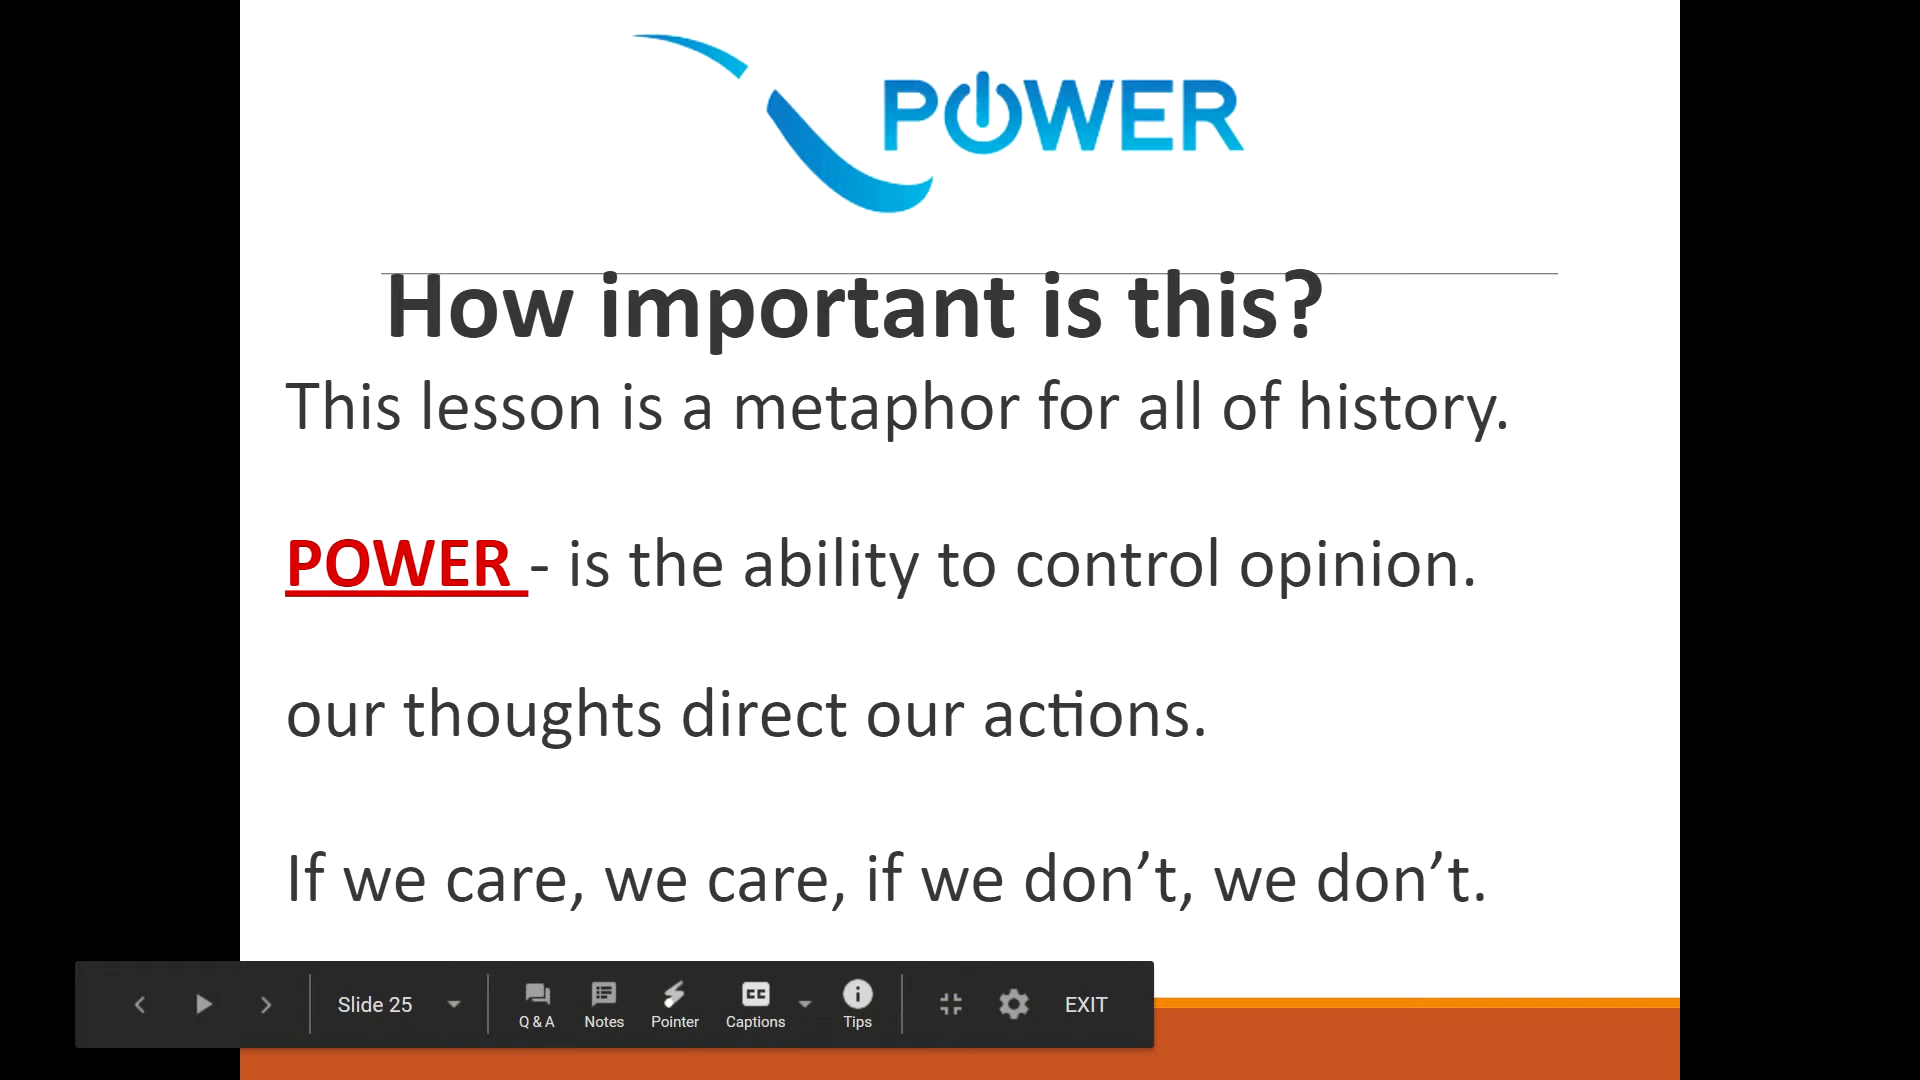 POWER
How important is this?
This lesson is a metaphor for all of history.
POWER - is the ability to control opinion.
our thoughts direct our actions.
If we care, we care, if we don’t, we don’t.
Slide 25
Q & A
Notes
Pointer
CC
Captions
Tips
EXIT